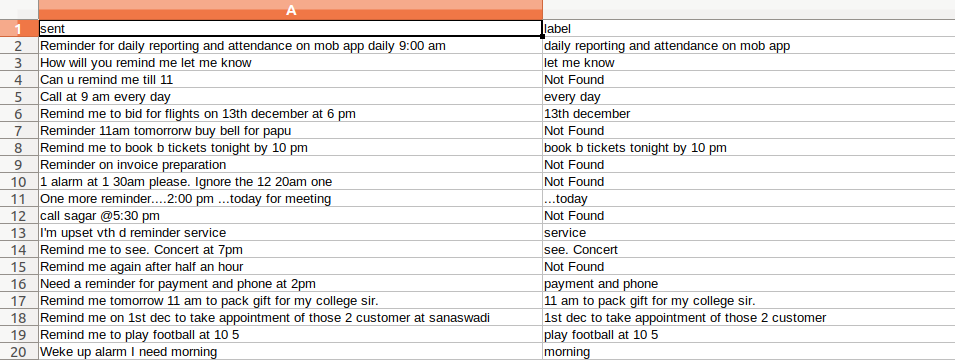 A
1 sent label
2 Reminder for daily reporting and attendance on mob app daily 9:00 am daily reporting and attendance on mob app
3 How will you remind me let me know let me know
4 Can u remind me till 11 Not Found
5 Call at 9 am every day every day
6 Remind me to bid for flights on 13th december at 6 pm 13th december
7 Reminder 11am tomorrorw buy bell for papu Not Found
8 Remind me to book b tickets tonight by 10 pm book b tickets tonight by 10 pm
9 Reminder on invoice preparation Not Found
10 1 alarm at 1 30am please. Ignore the 12 20am one Not Found
11 One more reminder....2:00 pm ...today for meeting ...today
12 call sagar @5:30 pm Not Found
13 I'm upset vth d reminder service service
14 Remind me to see. Concert at 7pm see. Concert
15 Remind me again after half an hour Not Found
16 Need a reminder for payment and phone at 2pm payment and phone
17 Remind me tomorrow 11 am to pack gift for my college sir. 11 am to pack gift for my college sir.
18 Remind me on 1st dec to take appointment of those 2 customer at sanaswadi 1st dec to take appointment of those 2 customer
19 Remind me to play football at 10 5 play football at 10 5
20 Weke up alarm I need morning morning